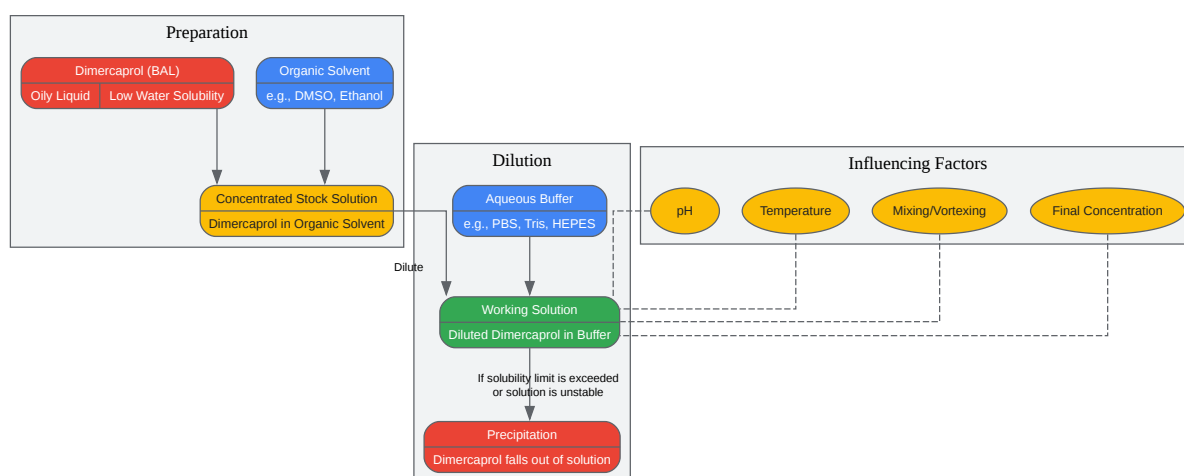 Preparation
Dimercaprol (BAL)
Oily Liquid
Low Water Solubility
Organic Solvent
e.g., DMSO, Ethanol
Concentrated Stock Solution
Dimercaprol in Organic Solvent
Dilute
Dilution
Aqueous Buffer
e.g., PBS, Tris, HEPES
Working Solution
Diluted Dimercaprol in Buffer
If solubility limit is exceeded
or solution is unstable
Precipitation
Dimercaprol falls out of solution
Influencing Factors
pH
Temperature
Mixing/Vortexing
Final Concentration